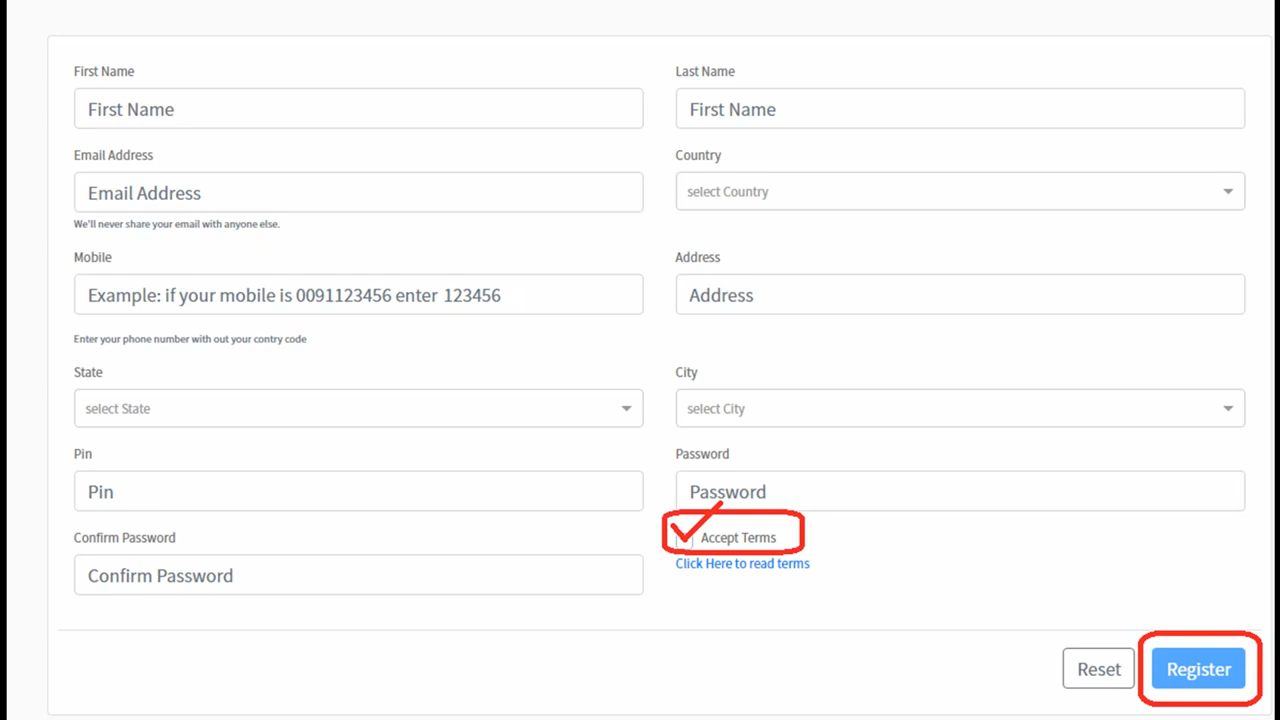 First Name
Last Name
First Name
First Name
Email Address
Country
Email Address
select Country
We'll never share your email with anyone else.
Mobile
Address
Example: if your mobile is 0091123456 enter 123456
Address
Enter your phone number with out your contry code
State
City
select State
select City
Pin
Password
Pin
Password
Confirm Password
Accept Terms
Confirm Password
Click Here to read terms
Reset
Register